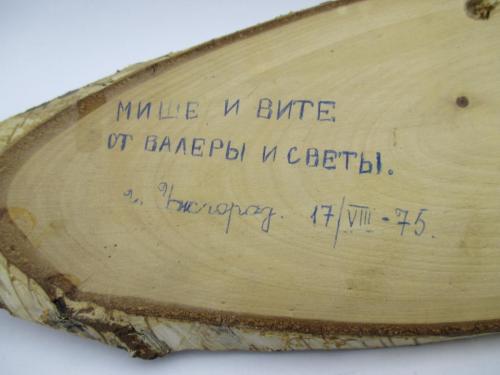 МИШЕ И ВИТЕ
ОТ ВАЛЕРЫ И СВЕТЫ.
г. Ужгород. 17/VIII-75.